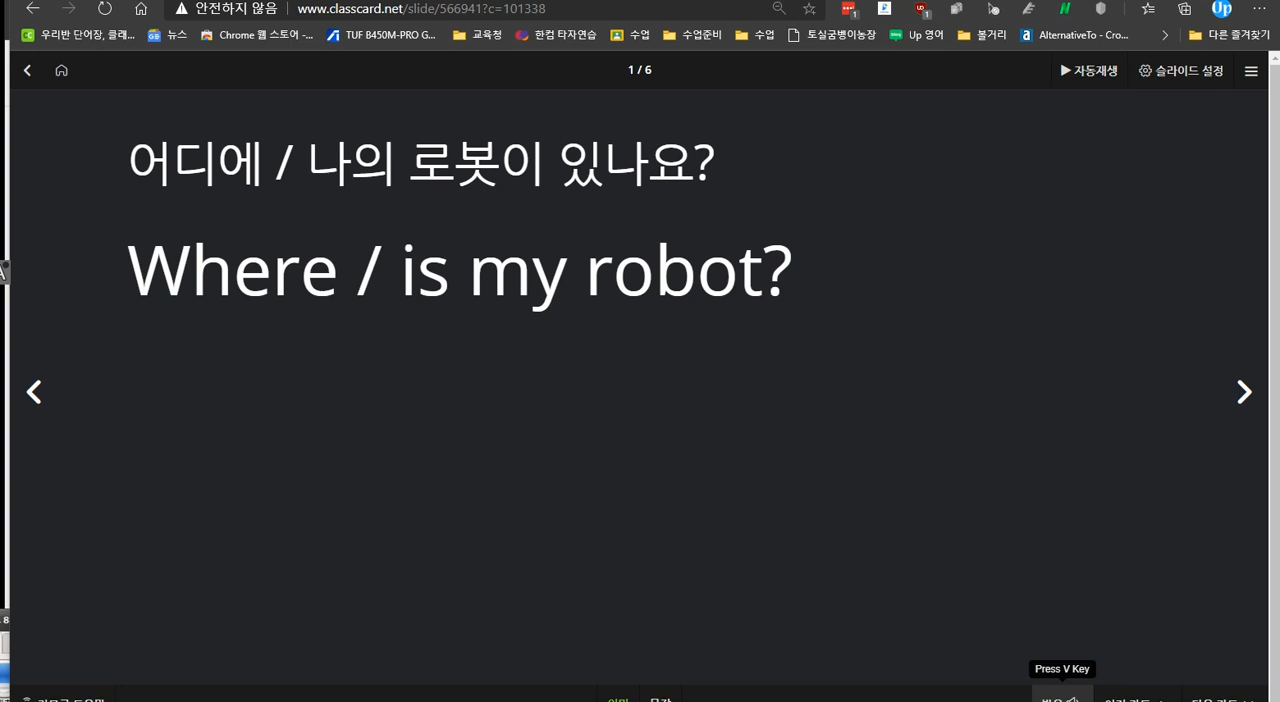 안전하지 않음 www.classcard.net/slide/566941?c=101338
우리반 단어장, 클래... 뉴스 Chrome 웹 스토어 -... TUF B450M-PRO G... 교육청 한컴 타자연습 수업 수업준비 수업 토실굼벵이농장 Up 영어 볼거리 AlternativeTo - Cro... 다른 즐겨찾기
1 / 6 자동재생 슬라이드 설정
어디에 / 나의 로봇이 있나요?
Where / is my robot?
Press V Key